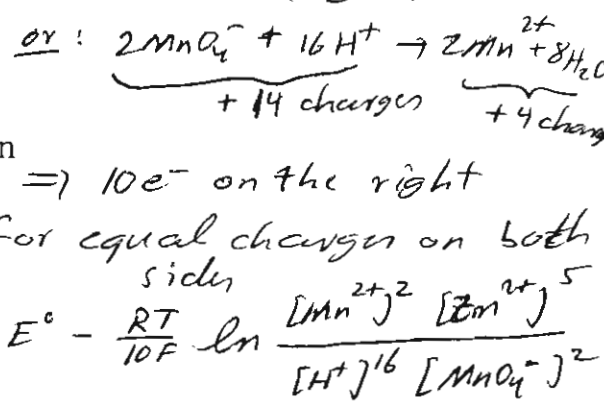 or : 2MnO₄⁻ + 16H⁺ → 2Mn²⁺ + 8H₂O
+ 14 charges + 4 charg
n
⇒ 10e⁻ on the right
for equal charges on both
sides
E° - RT/10F ln [Mn²⁺]² [Zn²⁺]⁵ / [H⁺]¹⁶ [MnO₄⁻]²